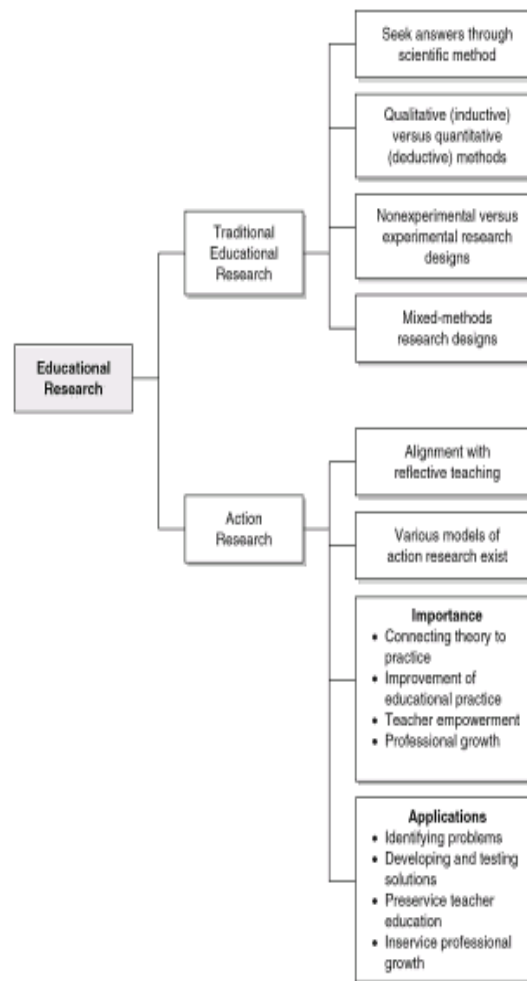 Educational
Research
Traditional
Educational
Research
Seek answers through
scientific method
Qualitative (inductive)
versus quantitative
(deductive) methods
Nonexperimental versus
experimental research
designs
Mixed-methods
research designs
Action
Research
Alignment with
reflective teaching
Various models of
action research exist
Importance
• Connecting theory to
practice
• Improvement of
educational practice
• Teacher empowerment
• Professional growth
Applications
• Identifying problems
• Developing and testing
solutions
• Preservice teacher
education
• Inservice professional
growth